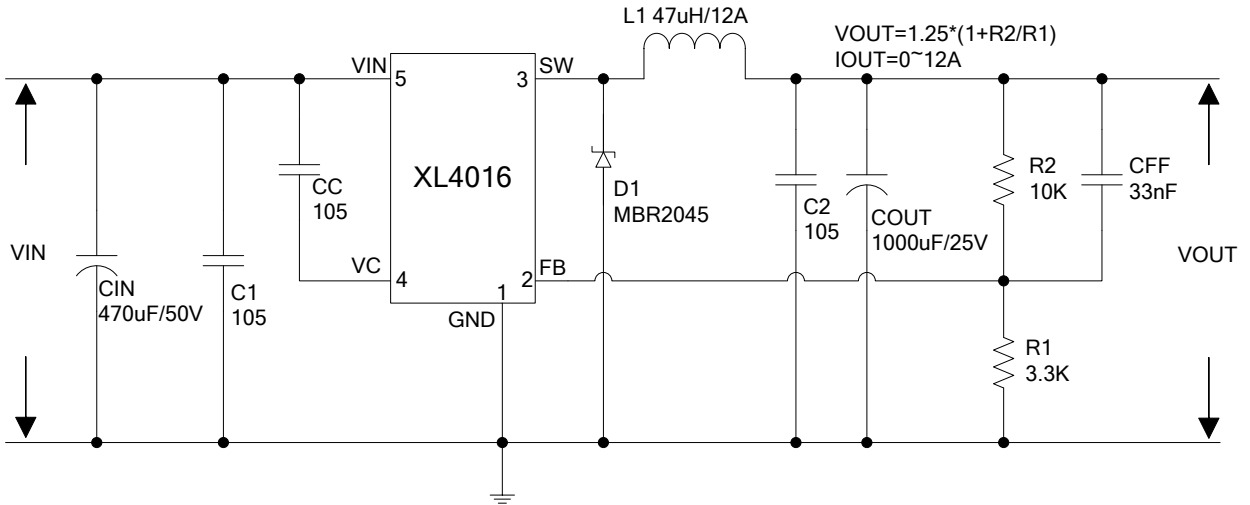 L1 47uH/12A
VOUT=1.25*(1+R2/R1)
IOUT=0~12A
VIN
5
3
SW
XL4016
CC
105
D1
MBR2045
C2
105
COUT
1000uF/25V
R2
10K
CFF
33nF
VIN
VOUT
VC
4
2
FB
CIN
470uF/50V
C1
105
1
GND
R1
3.3K